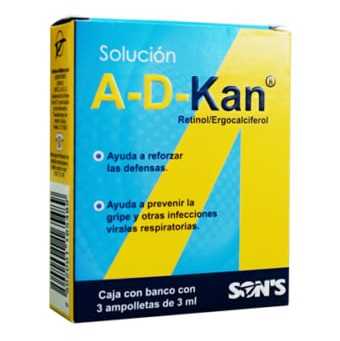 Solución
A-D-Kan®
Retinol/Ergocalciferol
Ayuda a reforzar
las defensas.
Ayuda a prevenir la
gripe y otras infecciones
virales respiratorias.
Caja con banco con
3 ampolletas de 3 ml
SON'S